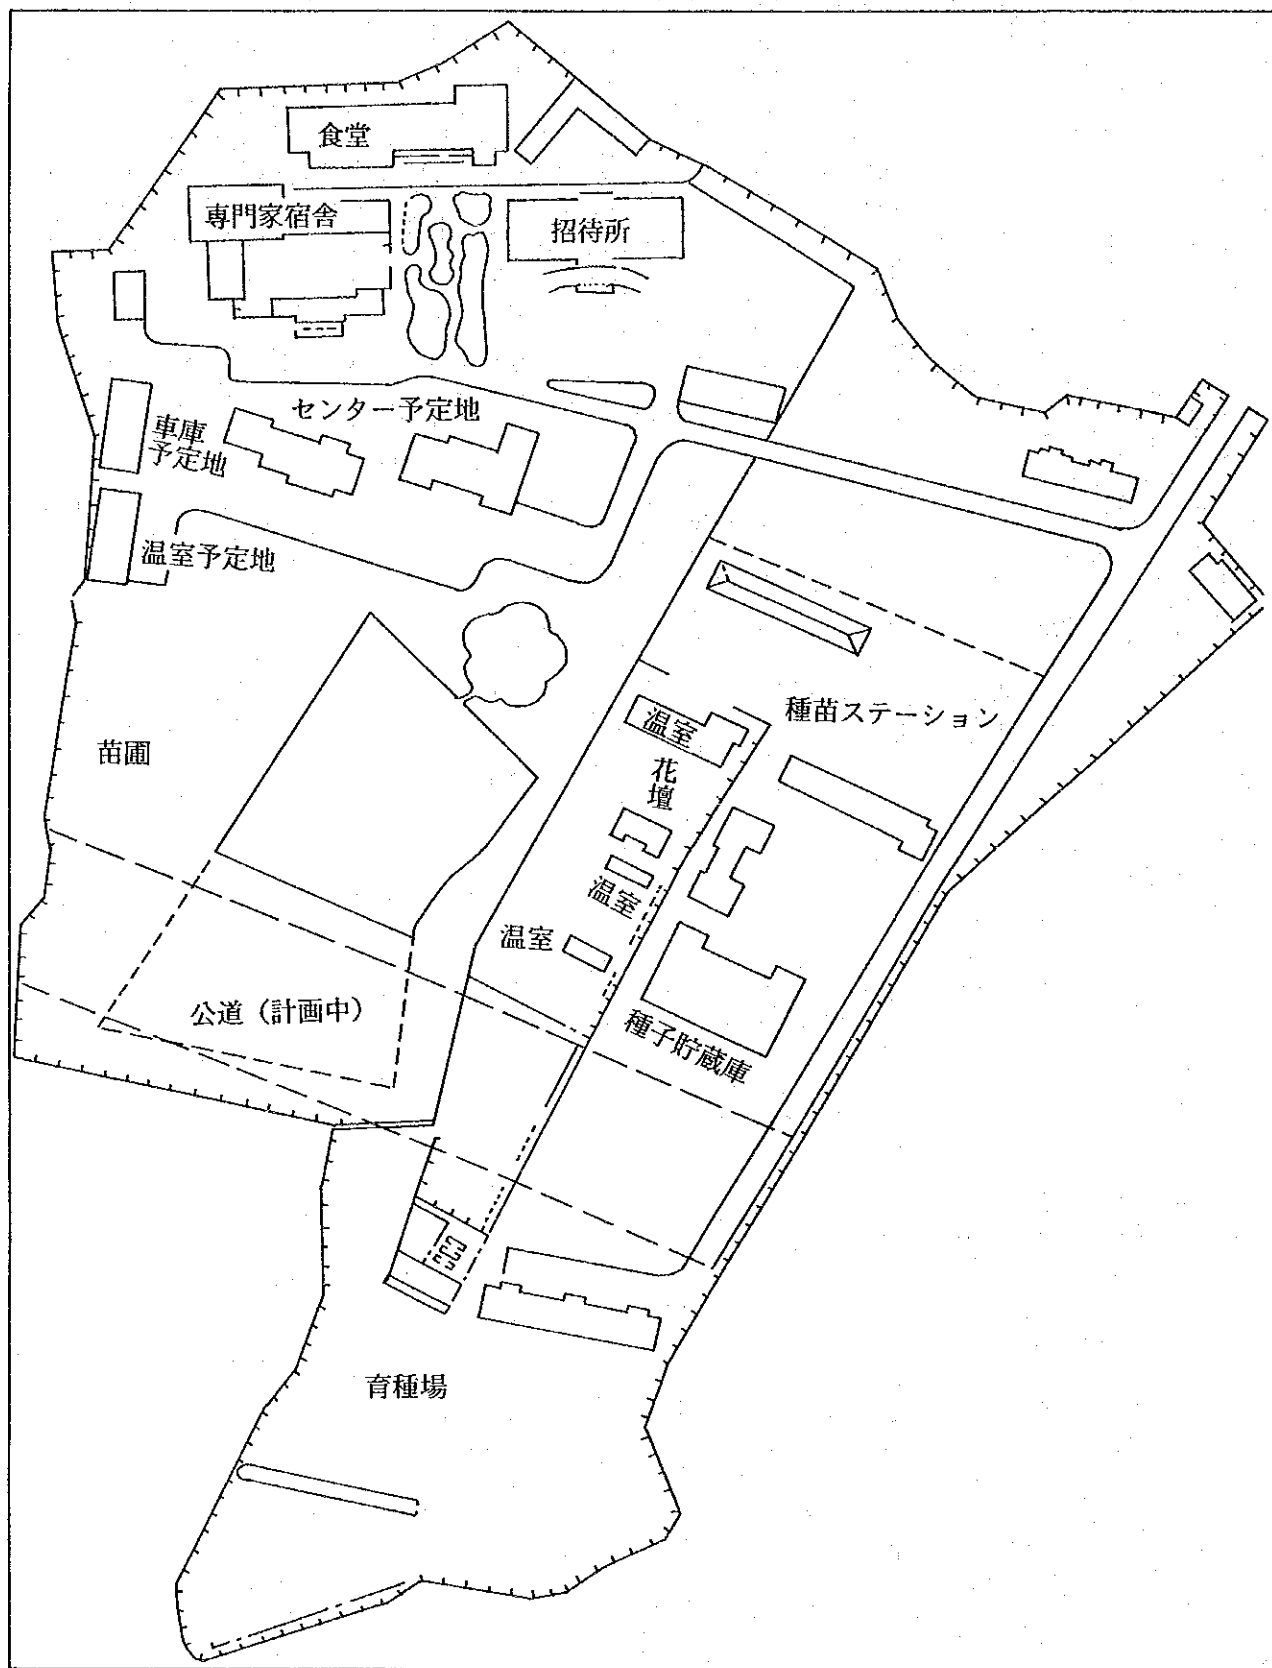 食堂
専門家宿舎
招待所
センター予定地
車庫
予定地
温室予定地
種苗ステーション
温室
苗圃
花壇
温室
温室
公道（計画中）
種子貯蔵庫
育種場